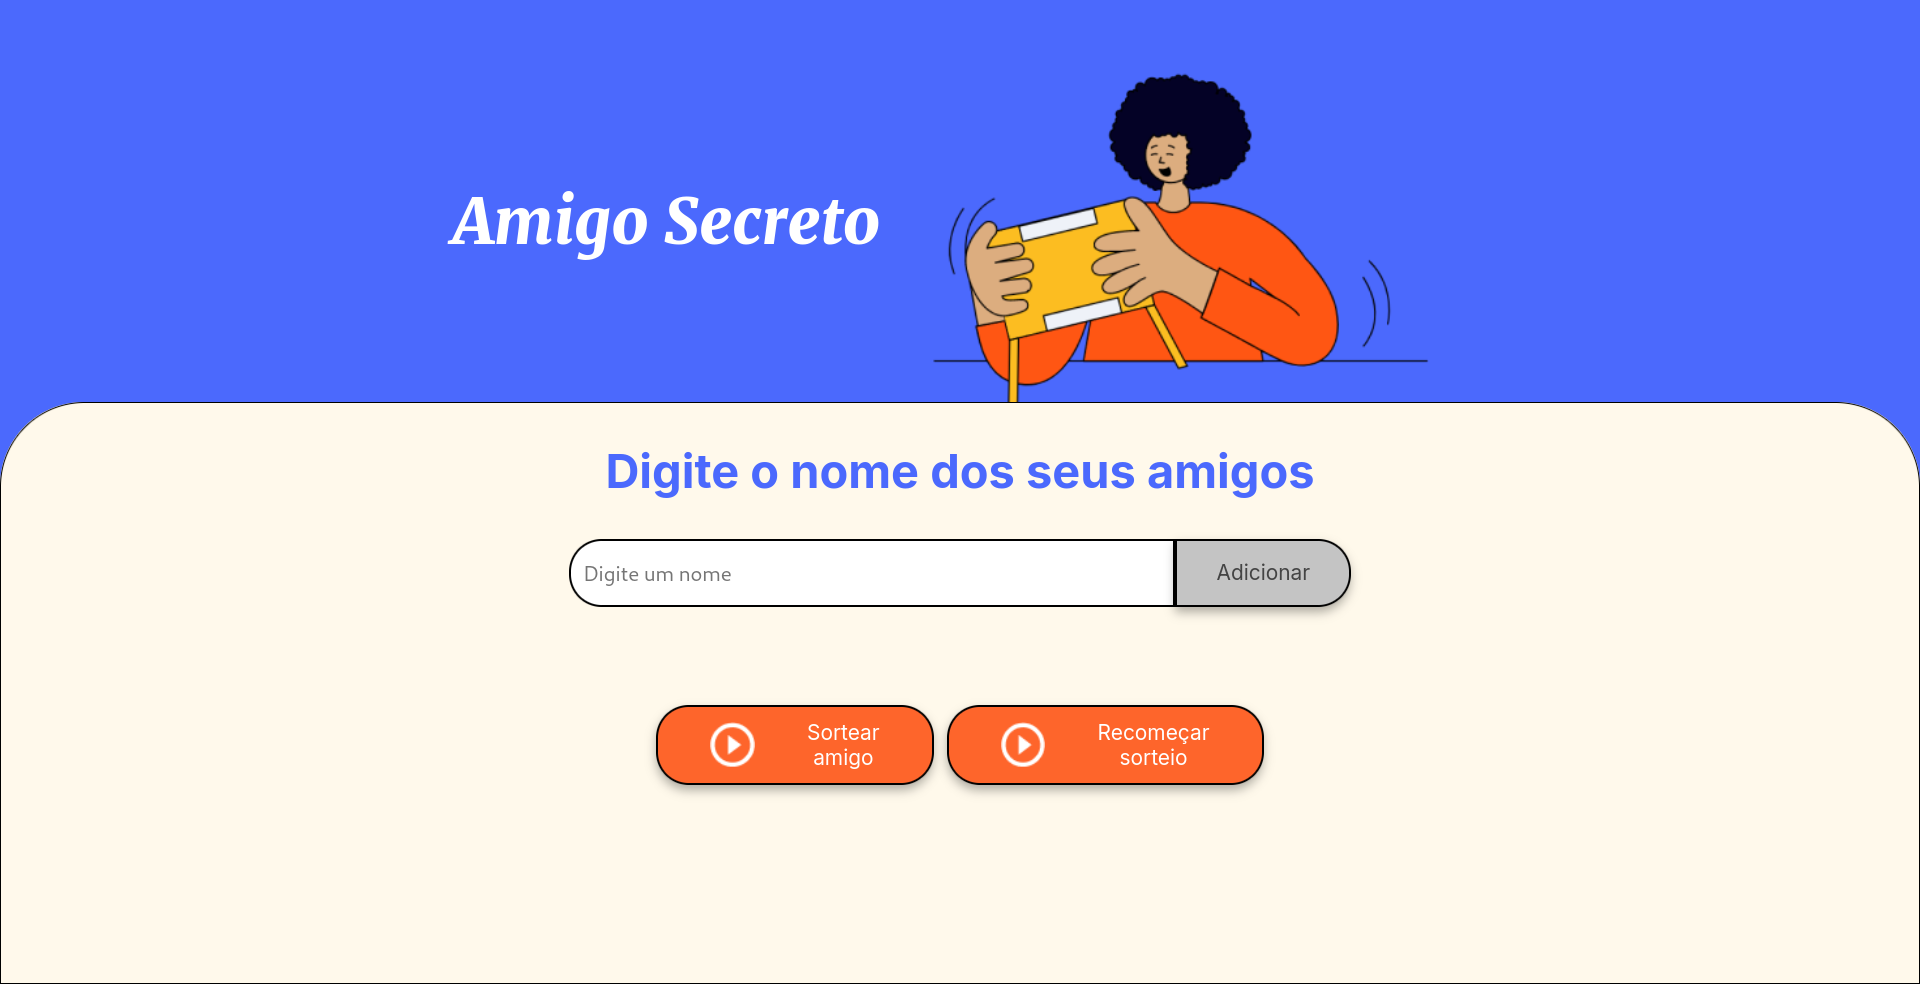 Amigo Secreto
Digite o nome dos seus amigos
Digite um nome
Adicionar
Sortear
amigo
Recomeçar
sorteio